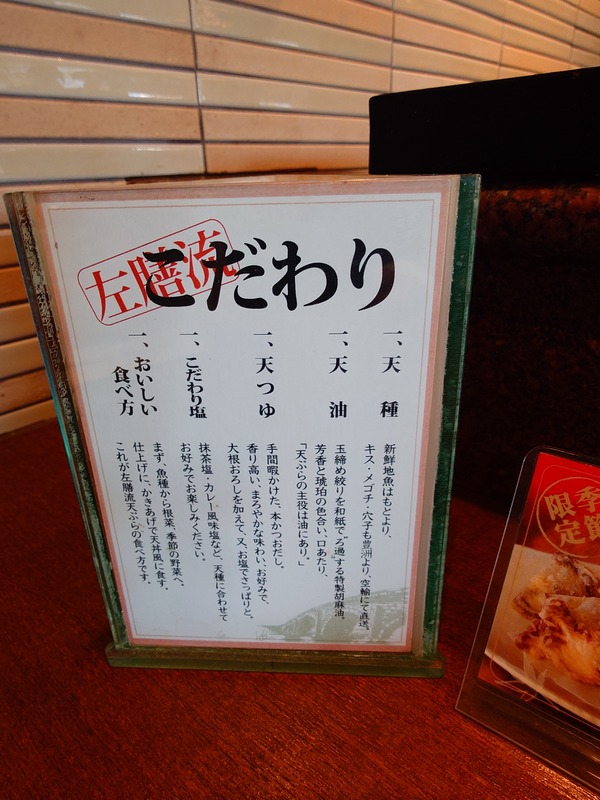 左膳流
こだわり
一、天種
新鮮地魚はもとより、
キス・メゴチ・穴子も豊洲より、空輸にて直送。
一、天油
玉締め絞りを和紙で〝ろ過〟する特製胡麻油。
芳香と琥珀の色合い、口あたり、
「天ぷらの主役は油にあり。」
一、天つゆ
手間暇かけた、本かつおだし。
香り高い、まろやかな味わい、お好みで、
大根おろしを加えて、又、お塩でさっぱりと。
一、こだわり塩
抹茶塩・カレー風味塩など、天種に合わせて
お好みでお楽しみください。
一、おいしい
食べ方
まず、魚種から根菜、季節の野菜へ。
仕上げに、かきあげで天丼風に食す。
これが左膳流天ぷらの食べ方です。
季節
限定